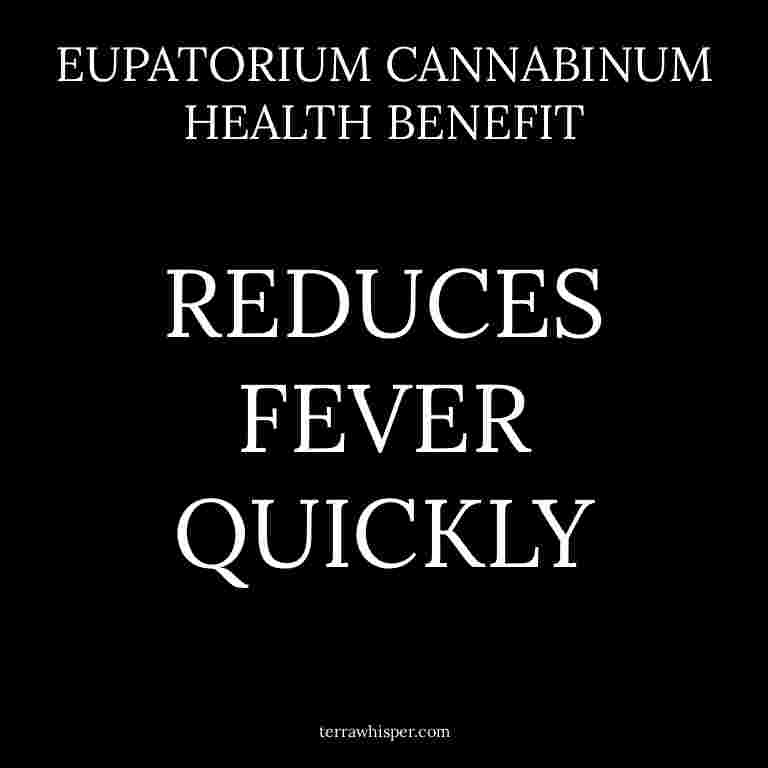 EUPATORIUM CANNABINUM
HEALTH BENEFIT
REDUCES
FEVER
QUICKLY
terrawhisper.com